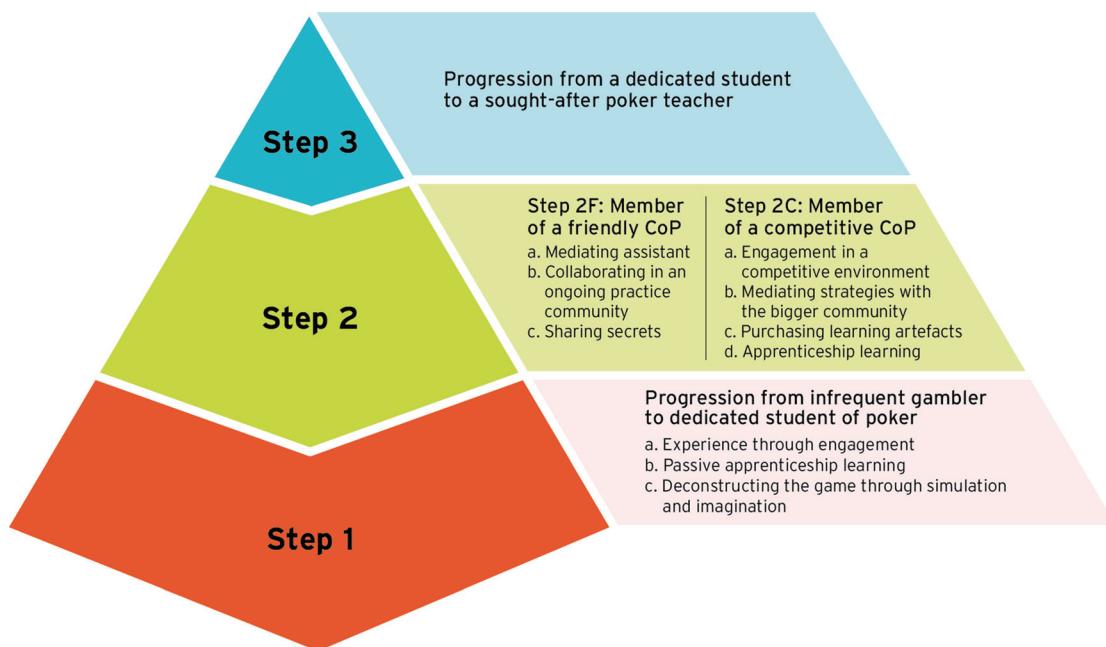 Step 3
Progression from a dedicated student
to a sought-after poker teacher
Step 2
Step 2F: Member
of a friendly CoP
a. Mediating assistant
b. Collaborating in an
ongoing practice
community
c. Sharing secrets
Step 2C: Member
of a competitive CoP
a. Engagement in a
competitive environment
b. Mediating strategies with
the bigger community
c. Purchasing learning artefacts
d. Apprenticeship learning
Step 1
Progression from infrequent gambler
to dedicated student of poker
a. Experience through engagement
b. Passive apprenticeship learning
c. Deconstructing the game through simulation
and imagination